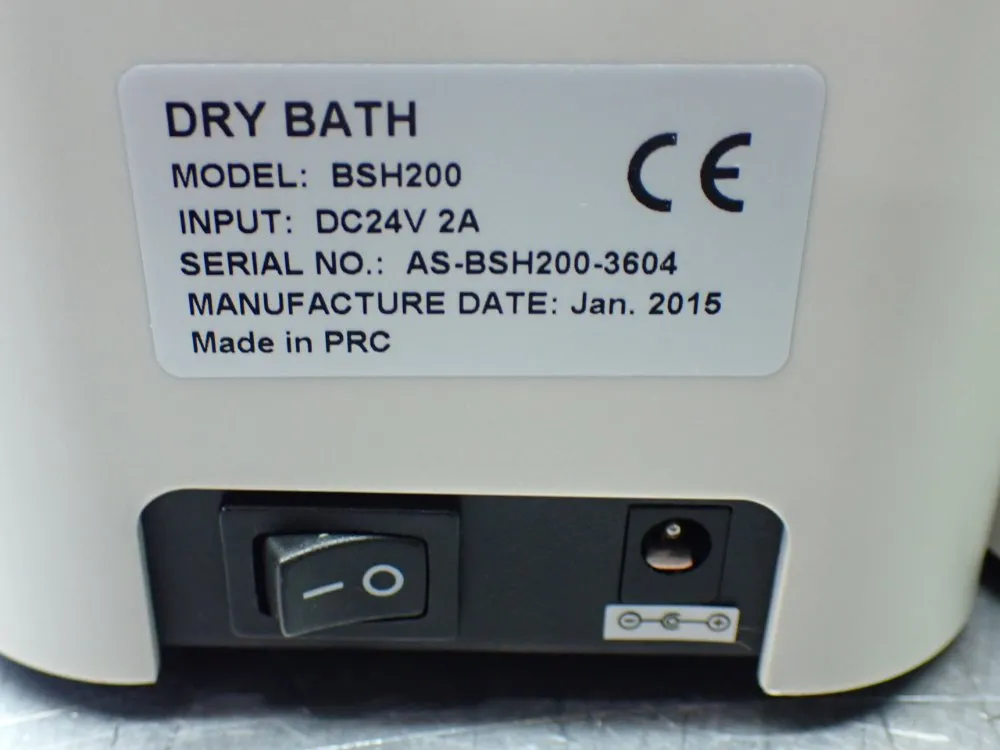 DRY BATH
MODEL: BSH200
CE
INPUT: DC24V 2A
SERIAL NO.: AS-BSH200-3604
MANUFACTURE DATE: Jan. 2015
Made in PRC
I O
- +